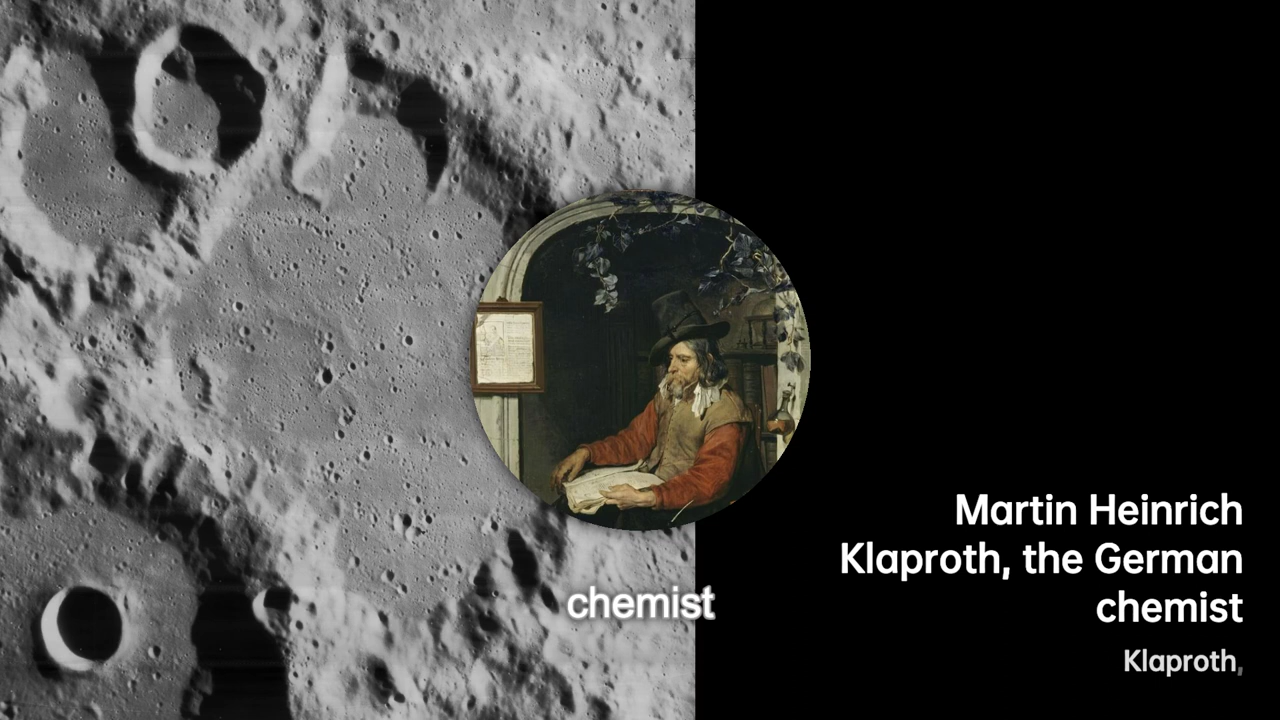 chemist
Martin Heinrich
Klaproth, the German
chemist
Klaproth,